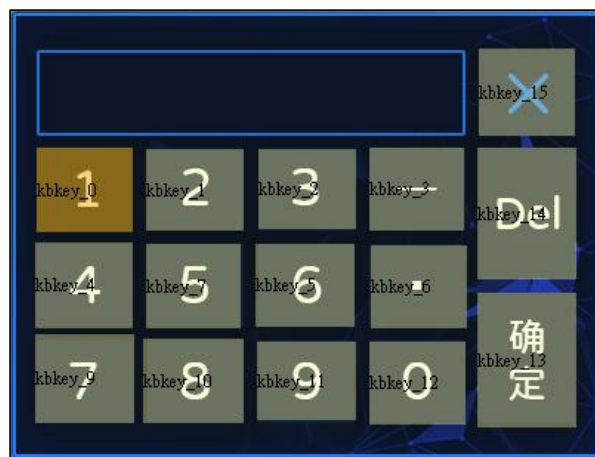 kbkey_15
1 kbkey_0
2 kbkey_1
3 kbkey_2
— kbkey_3
Del kbkey_14
4 kbkey_4
5 kbkey_7
6 kbkey_5
. kbkey_6
确
定
kbkey_13
7 kbkey_9
8 kbkey_10
9 kbkey_11
0 kbkey_12